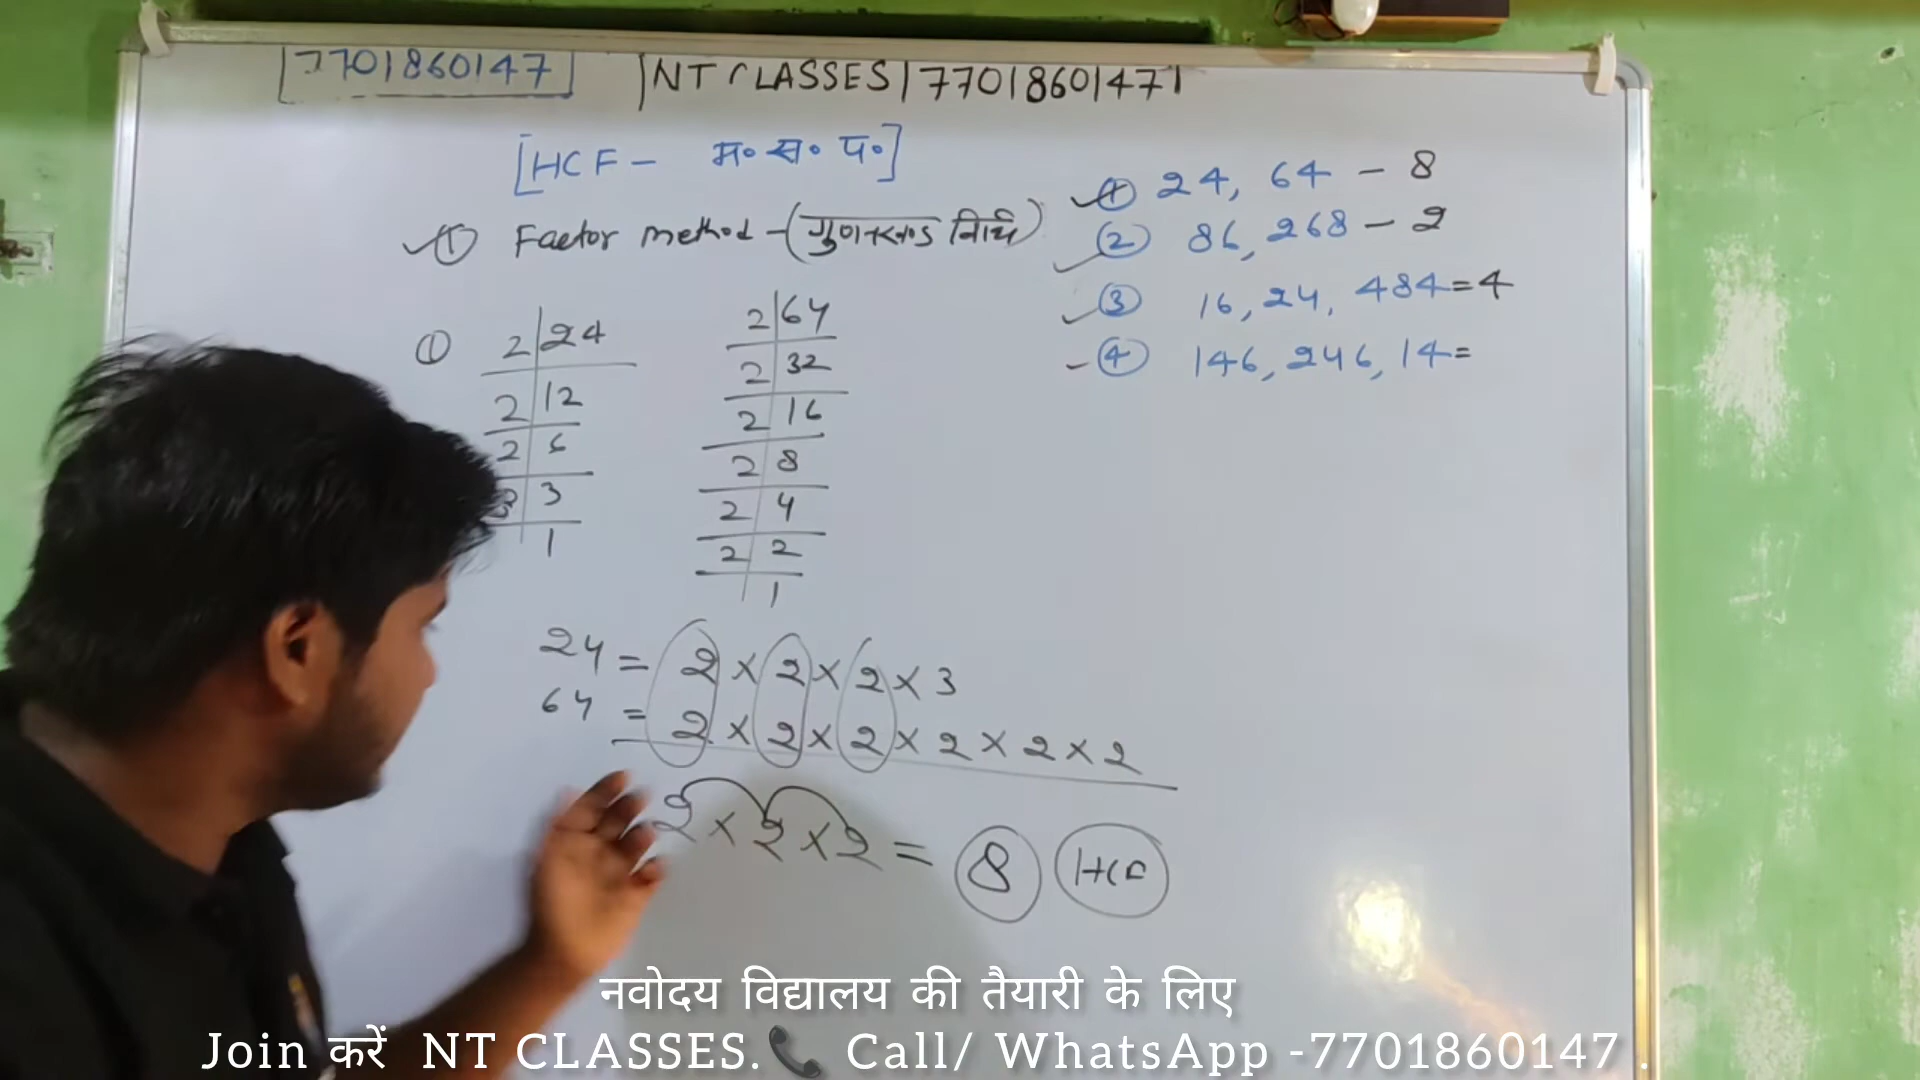 7701860147 |NT CLASSES|7701860147|
[HCF - म० स० प०]
① Factor method - (गुणनखण्ड विधि)
① 24, 64 - 8
② 86, 268 - 2
③ 16, 24, 484 = 4
④ 146, 246, 14 =
①
2 | 24
2 | 12
2 | 6
3 | 3
1
2 | 64
2 | 32
2 | 16
2 | 8
2 | 4
2 | 2
1
24 = 2 × 2 × 2 × 3
64 = 2 × 2 × 2 × 2 × 2 × 2
2 × 2 × 2 = 8 HCF
नवोदय विद्यालय की तैयारी के लिए
Join करें NT CLASSES.📞 Call/ WhatsApp -7701860147 .